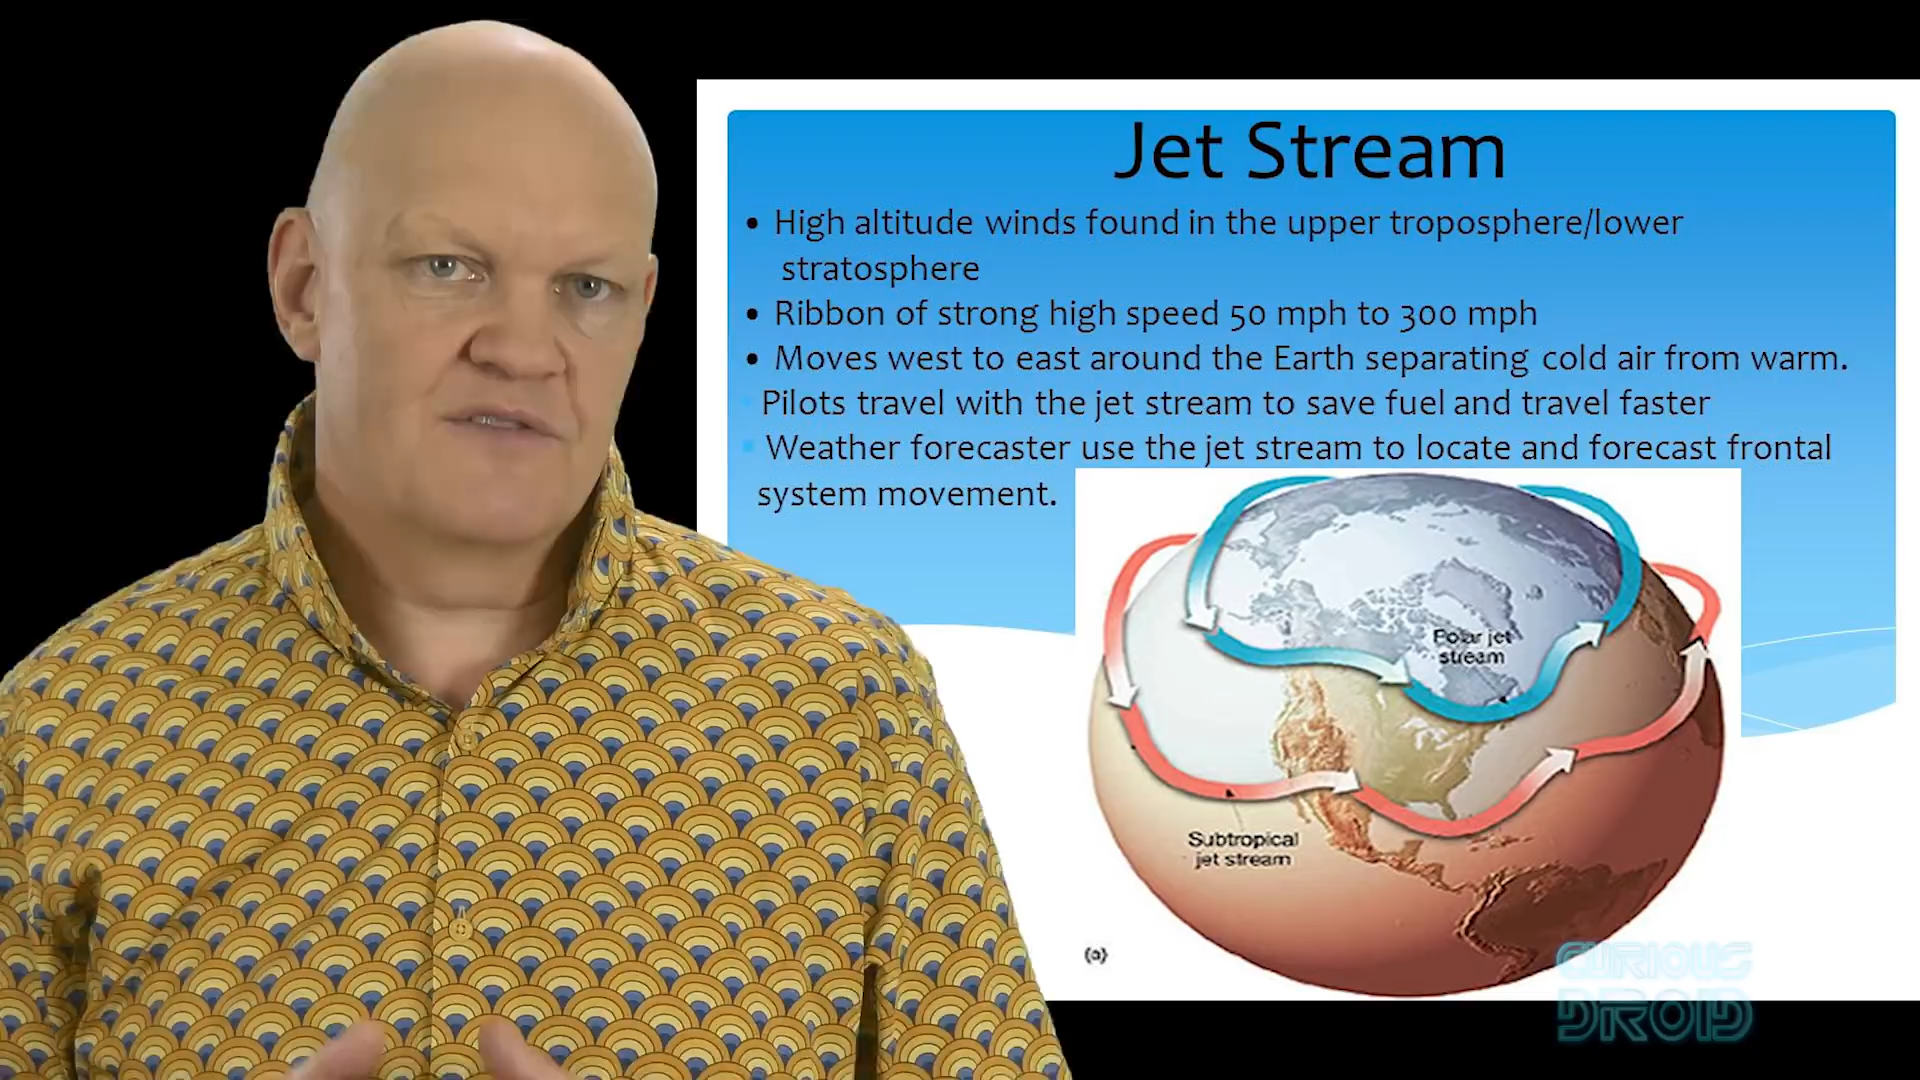 Jet Stream
• High altitude winds found in the upper troposphere/lower
stratosphere
• Ribbon of strong high speed 50 mph to 300 mph
• Moves west to east around the Earth separating cold air from warm.
Pilots travel with the jet stream to save fuel and travel faster
Weather forecaster use the jet stream to locate and forecast frontal
system movement.
Polar jet
stream
Subtropical
jet stream
(a)
CURIOUS
DROID